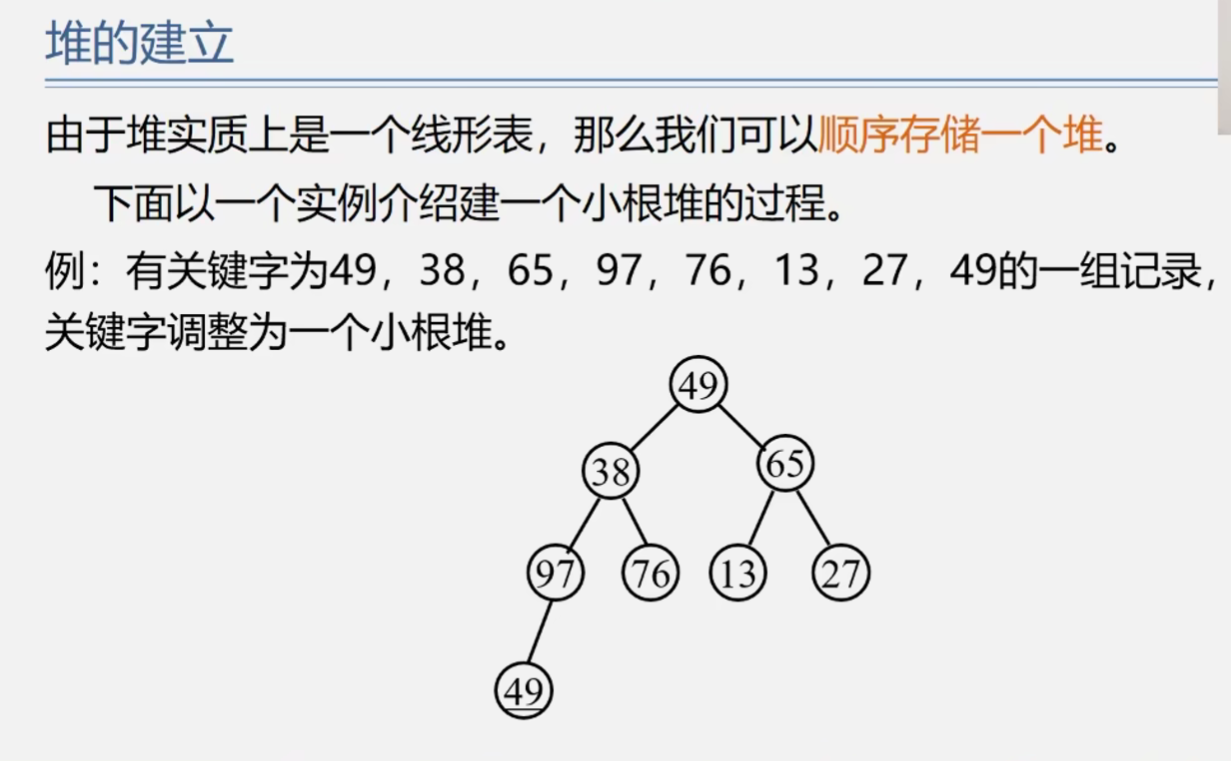 堆的建立
由于堆实质上是一个线形表，那么我们可以顺序存储一个堆。
下面以一个实例介绍建一个小根堆的过程。
例：有关键字为49，38，65，97，76，13，27，49的一组记录，
关键字调整为一个小根堆。
49
38
65
97
76
13
27
49